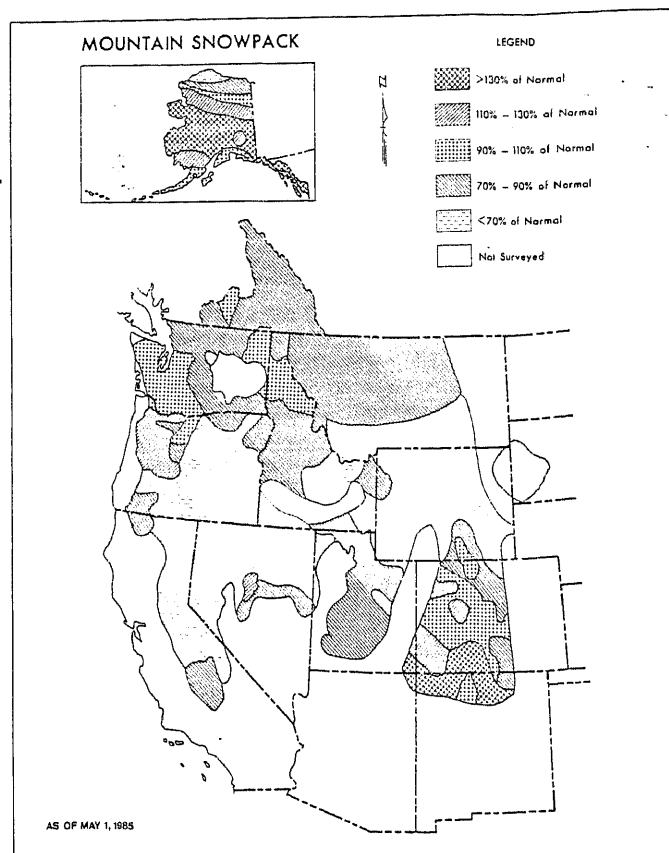 MOUNTAIN SNOWPACK
LEGEND
N
>130% of Normal
110% - 130% of Normal
90% - 110% of Normal
70% - 90% of Normal
<70% of Normal
Not Surveyed
AS OF MAY 1, 1985